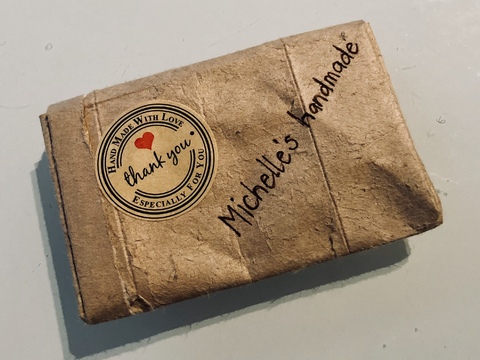 Hand Made With Love
thank you.
Especially For You
Michelle's handmade